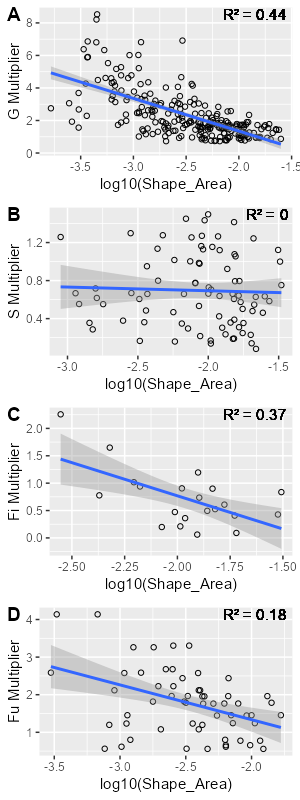 A R² = 0.44
G Multiplier
8
6
4
2
0
-3.5 -3.0 -2.5 -2.0 -1.5
log10(Shape_Area)
B R² = 0
S Multiplier
1.2
0.8
0.4
-3.0 -2.5 -2.0 -1.5
log10(Shape_Area)
C R² = 0.37
Fi Multiplier
2.0
1.5
1.0
0.5
0.0
-2.50 -2.25 -2.00 -1.75 -1.50
log10(Shape_Area)
D R² = 0.18
Fu Multiplier
4
3
2
1
-3.5 -3.0 -2.5 -2.0
log10(Shape_Area)